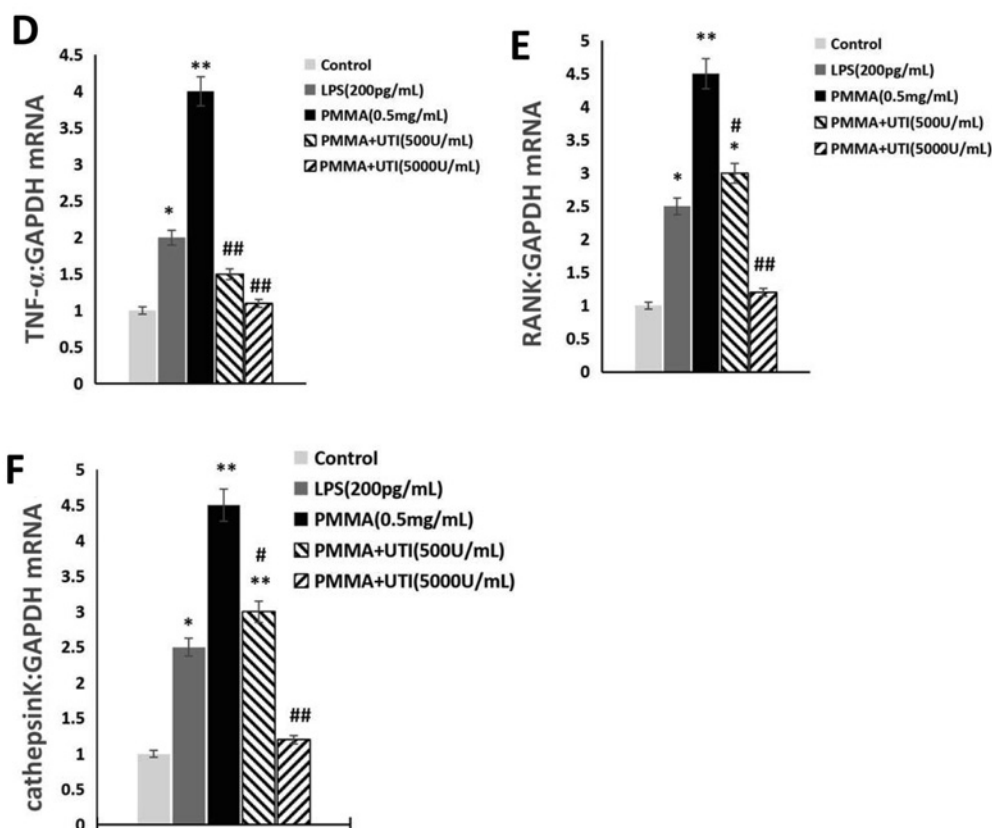 D
TNF-α:GAPDH mRNA
4.5
4
3.5
3
2.5
2
1.5
1
0.5
0
*
**
##
##
Control
LPS(200pg/mL)
PMMA(0.5mg/mL)
PMMA+UTI(500U/mL)
PMMA+UTI(5000U/mL)
E
RANK:GAPDH mRNA
5
4.5
4
3.5
3
2.5
2
1.5
1
0.5
0
*
**
#
*
##
Control
LPS(200pg/mL)
PMMA(0.5mg/mL)
PMMA+UTI(500U/mL)
PMMA+UTI(5000U/mL)
F
cathepsinK:GAPDH mRNA
5
4.5
4
3.5
3
2.5
2
1.5
1
0.5
0
*
**
#
**
##
Control
LPS(200pg/mL)
PMMA(0.5mg/mL)
PMMA+UTI(500U/mL)
PMMA+UTI(5000U/mL)